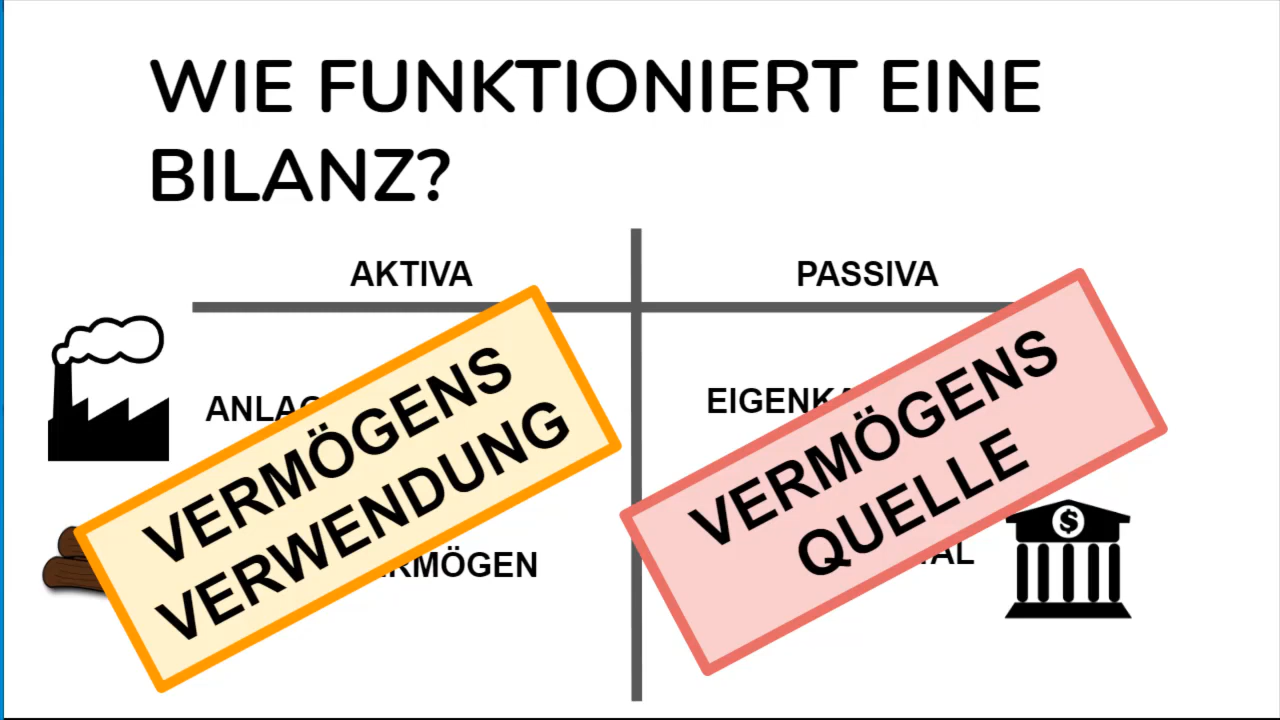 WIE FUNKTIONIERT EINE
BILANZ?
AKTIVA
PASSIVA
VERMÖGENS
VERWENDUNG
VERMÖGENS
QUELLE
$